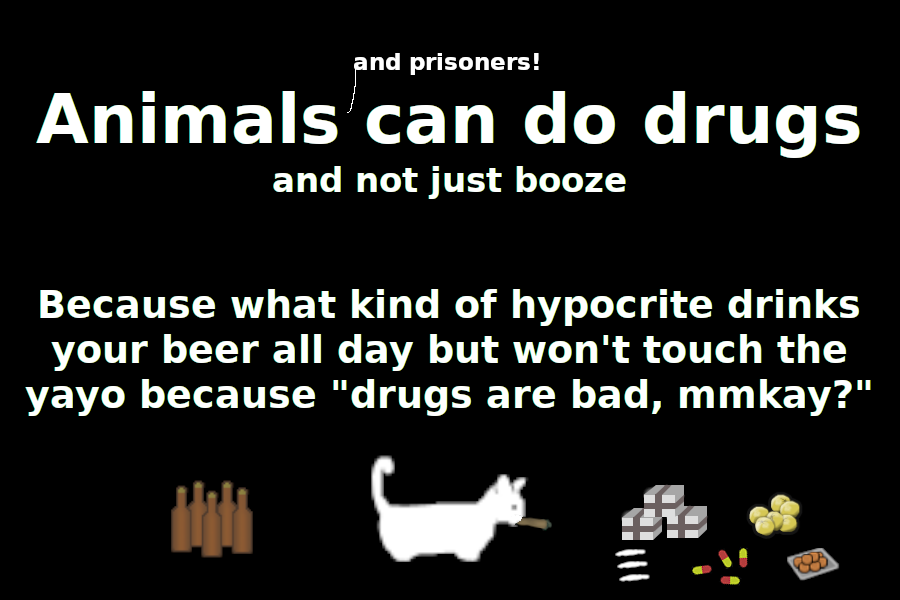 and prisoners!
Animals can do drugs
and not just booze
Because what kind of hypocrite drinks
your beer all day but won't touch the
yayo because "drugs are bad, mmkay?"